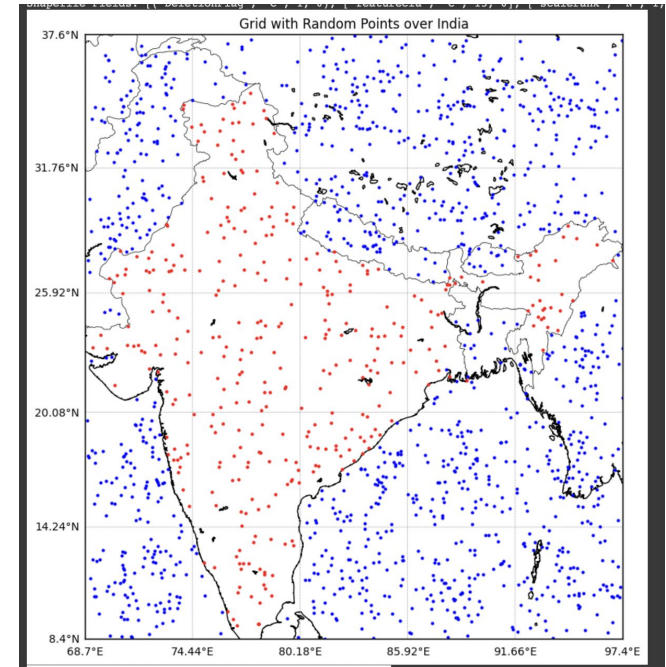 Grid with Random Points over India
37.6°N
31.76°N
25.92°N
20.08°N
14.24°N
8.4°N
68.7°E 74.44°E 80.18°E 85.92°E 91.66°E 97.4°E